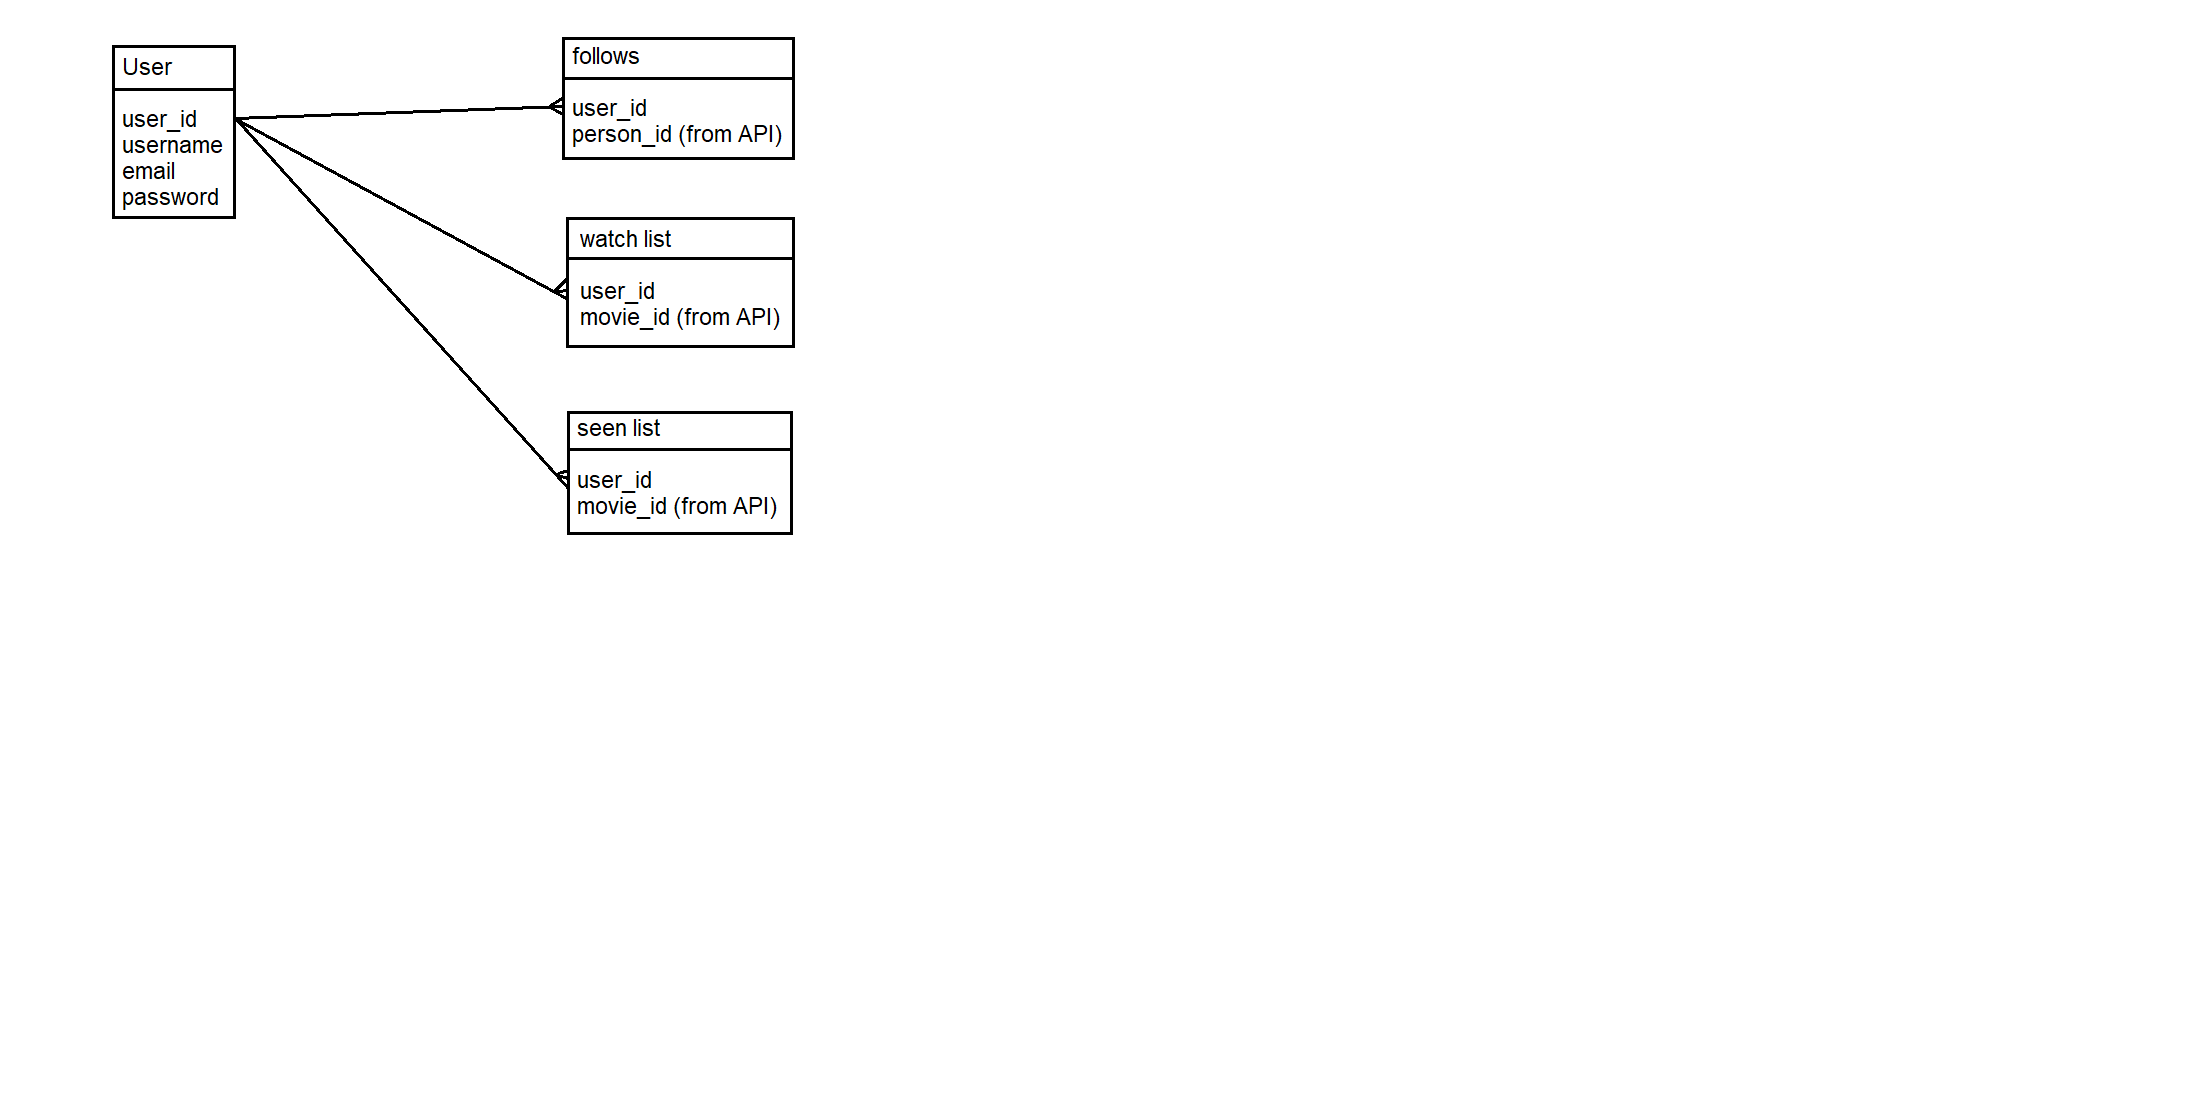 User
user_id
username
email
password
follows
user_id
person_id (from API)
watch list
user_id
movie_id (from API)
seen list
user_id
movie_id (from API)